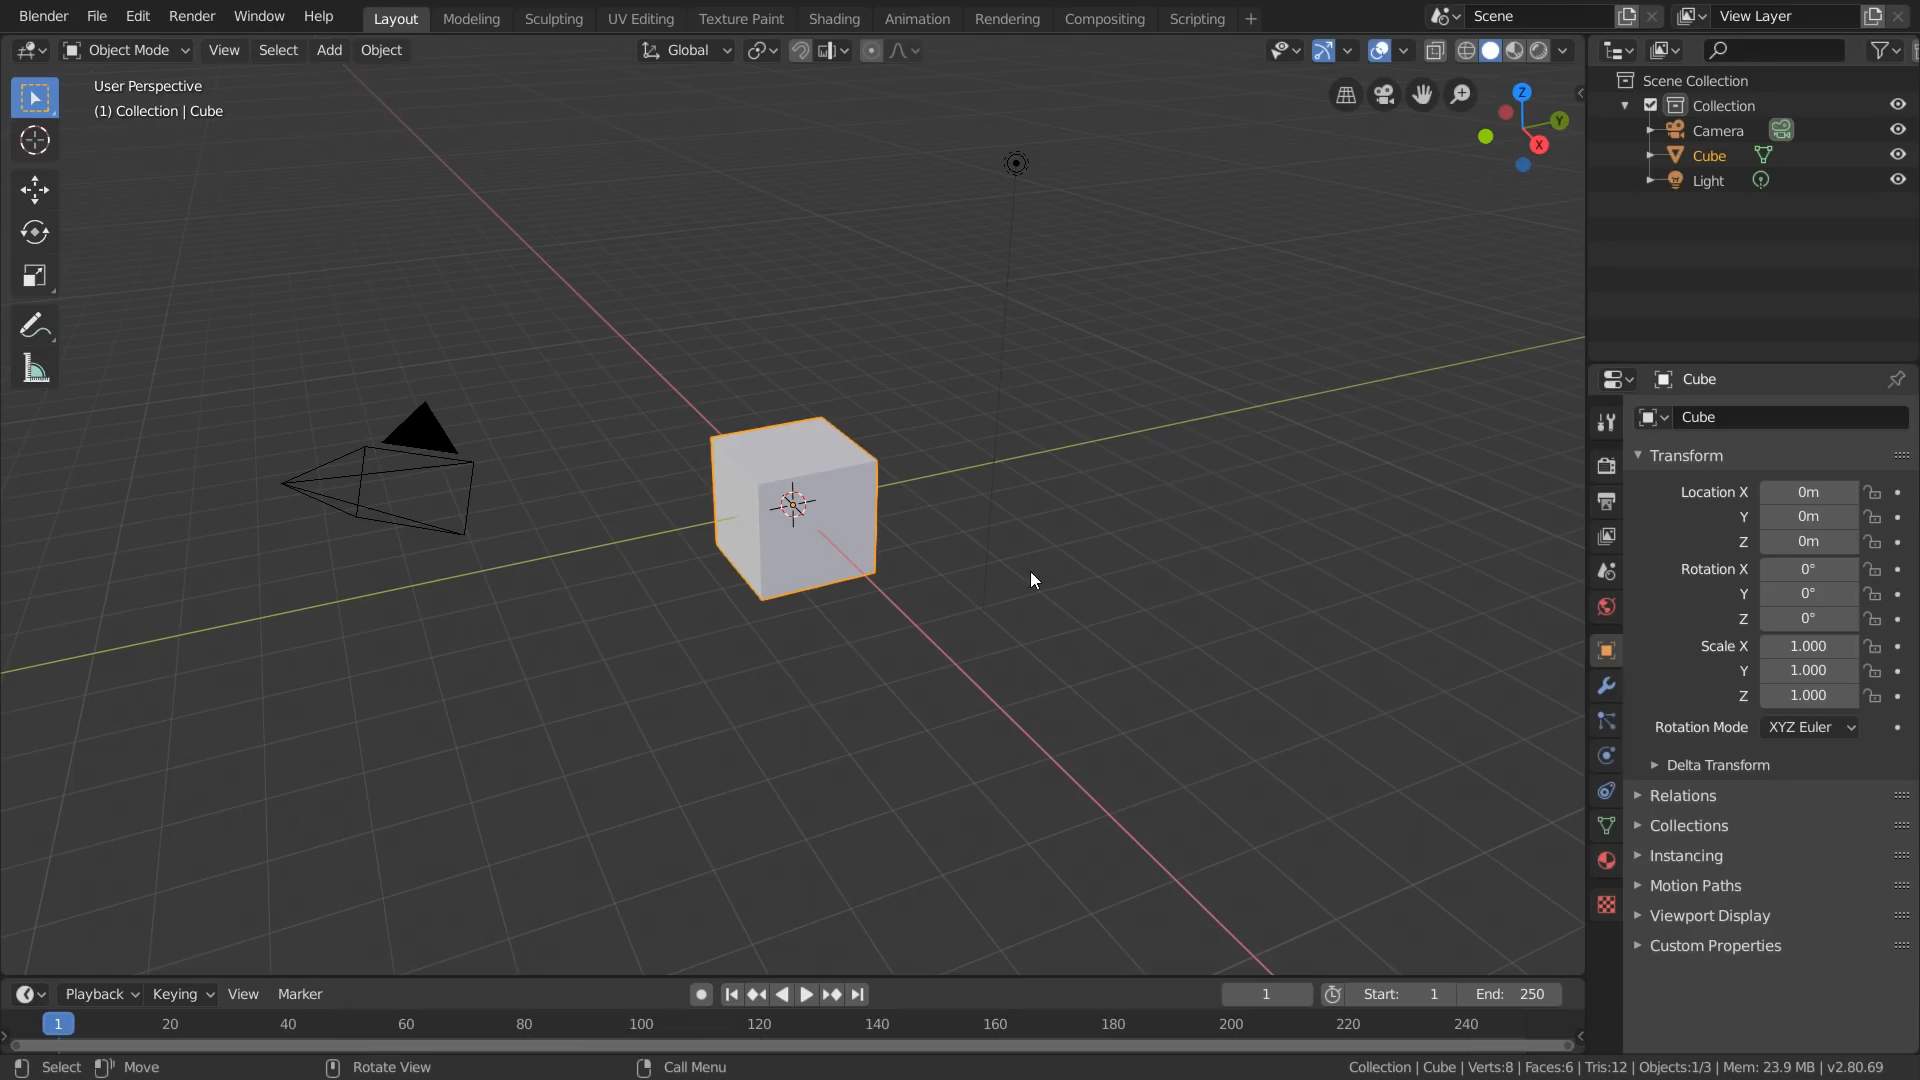 Blender File Edit Render Window Help Layout Modeling Sculpting UV Editing Texture Paint Shading Animation Rendering Compositing Scripting + Scene View Layer
Object Mode View Select Add Object Global
User Perspective
(1) Collection | Cube
Z
Y
X
Scene Collection
Collection
Camera
Cube
Light
Cube
Cube
Transform
Location X 0m
Y 0m
Z 0m
Rotation X 0°
Y 0°
Z 0°
Scale X 1.000
Y 1.000
Z 1.000
Rotation Mode XYZ Euler
Delta Transform
Relations
Collections
Instancing
Motion Paths
Viewport Display
Custom Properties
Playback Keying View Marker 1 Start: 1 End: 250
1 20 40 60 80 100 120 140 160 180 200 220 240
Select Move Rotate View Call Menu Collection | Cube | Verts:8 | Faces:6 | Tris:12 | Objects:1/3 | Mem: 23.9 MB | v2.80.69